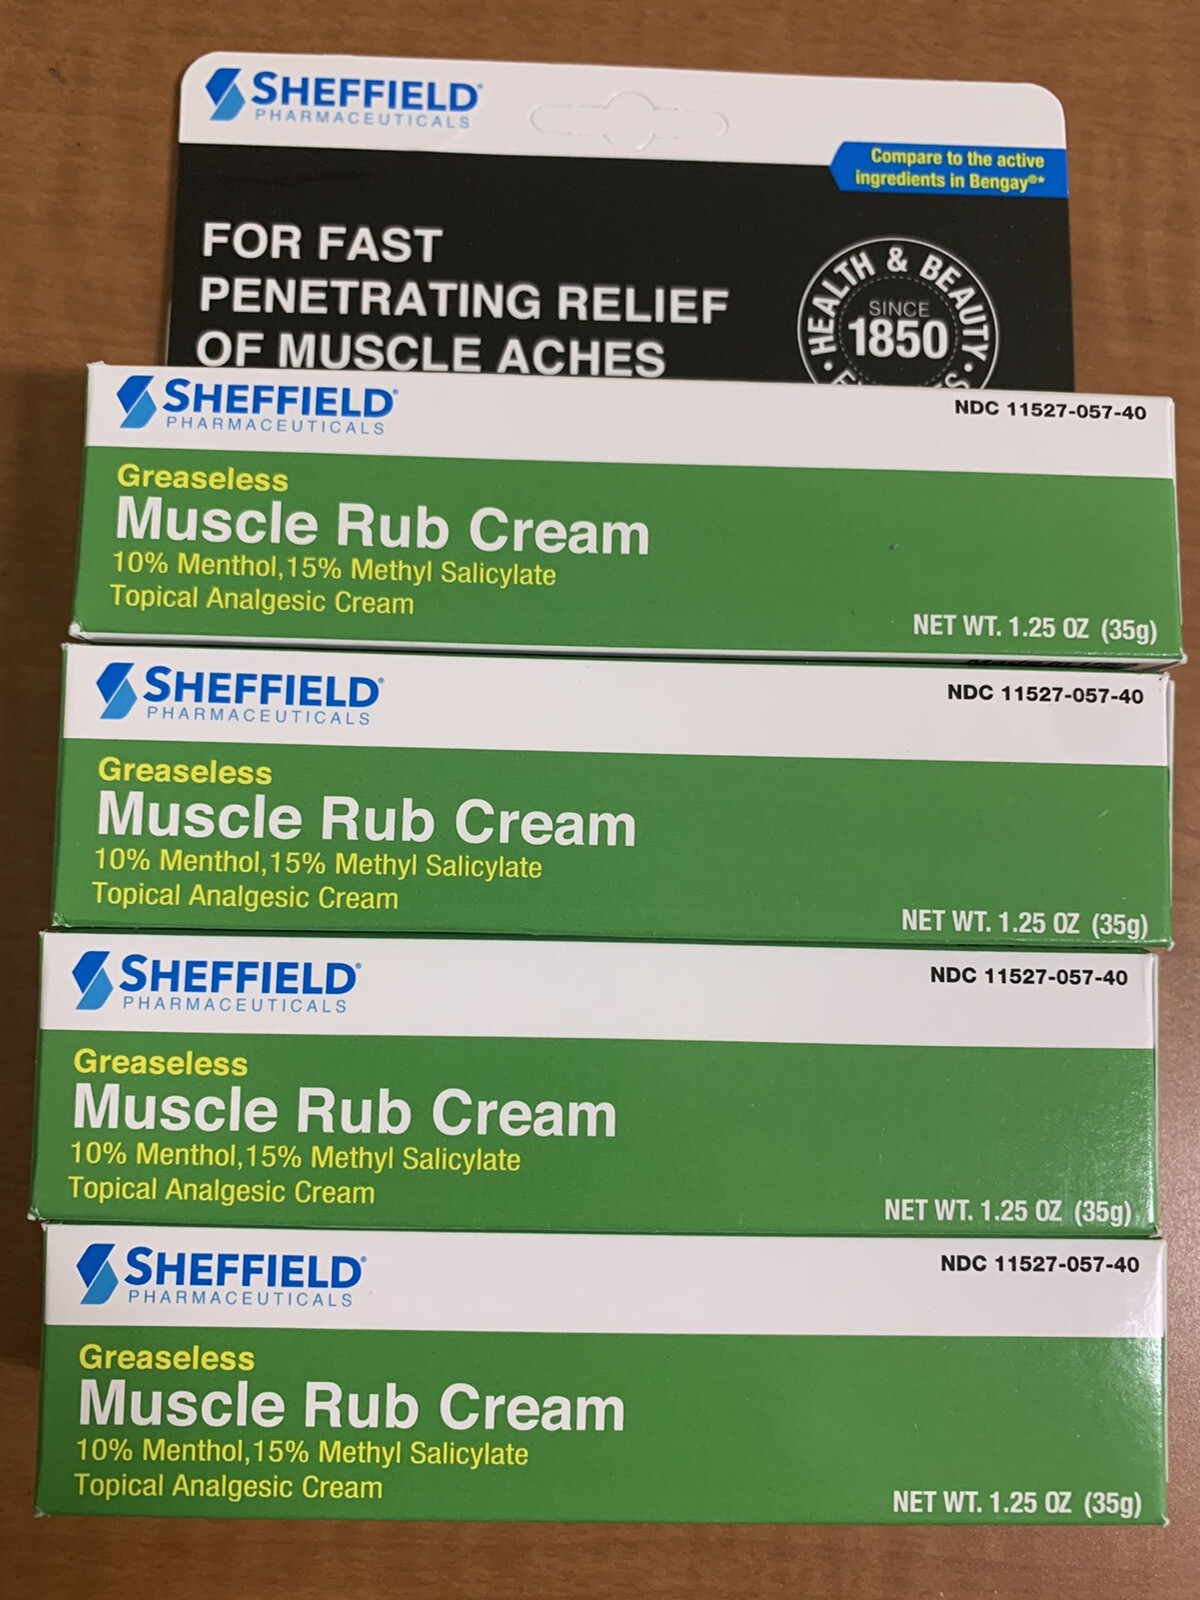 SHEFFIELD®
PHARMACEUTICALS
Compare to the active
ingredients in Bengay®*
FOR FAST
PENETRATING RELIEF
OF MUSCLE ACHES
HEALTH & BEAUTY
SINCE
1850
SHEFFIELD®
PHARMACEUTICALS
NDC 11527-057-40
Greaseless
Muscle Rub Cream
10% Menthol,15% Methyl Salicylate
Topical Analgesic Cream
NET WT. 1.25 OZ (35g)
SHEFFIELD®
PHARMACEUTICALS
NDC 11527-057-40
Greaseless
Muscle Rub Cream
10% Menthol,15% Methyl Salicylate
Topical Analgesic Cream
NET WT. 1.25 OZ (35g)
SHEFFIELD®
PHARMACEUTICALS
NDC 11527-057-40
Greaseless
Muscle Rub Cream
10% Menthol,15% Methyl Salicylate
Topical Analgesic Cream
NET WT. 1.25 OZ (35g)
SHEFFIELD®
PHARMACEUTICALS
NDC 11527-057-40
Greaseless
Muscle Rub Cream
10% Menthol,15% Methyl Salicylate
Topical Analgesic Cream
NET WT. 1.25 OZ (35g)